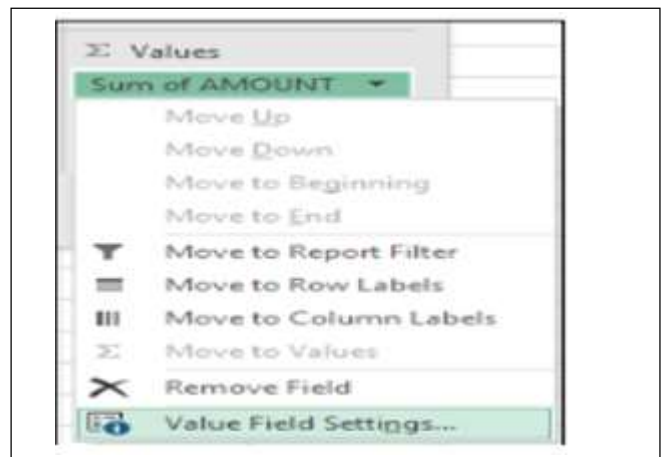 Σ Values
Sum of AMOUNT
Move Up
Move Down
Move to Beginning
Move to End
Move to Report Filter
Move to Row Labels
Move to Column Labels
Σ Move to Values
Remove Field
Value Field Settings...